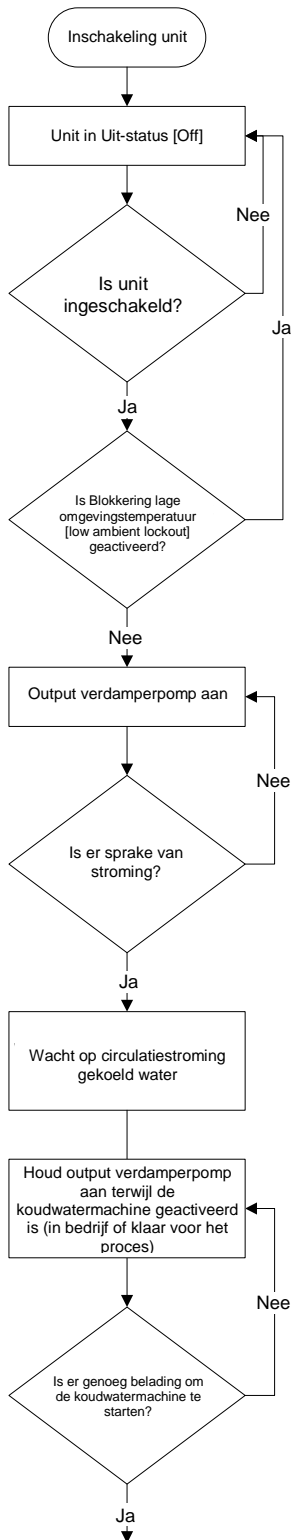 Inschakeling unit
Unit in Uit-status [Off]
Nee
Is unit
ingeschakeld?
Ja
Ja
Is Blokkering lage
omgevingstemperatuur
[low ambient lockout]
geactiveerd?
Nee
Output verdamperpomp aan
Nee
Is er sprake van
stroming?
Ja
Wacht op circulatiestroming
gekoeld water
Houd output verdamperpomp
aan terwijl de
koudwatermachine geactiveerd
is (in bedrijf of klaar voor het
proces)
Nee
Is er genoeg belading om
de koudwatermachine te
starten?
Ja